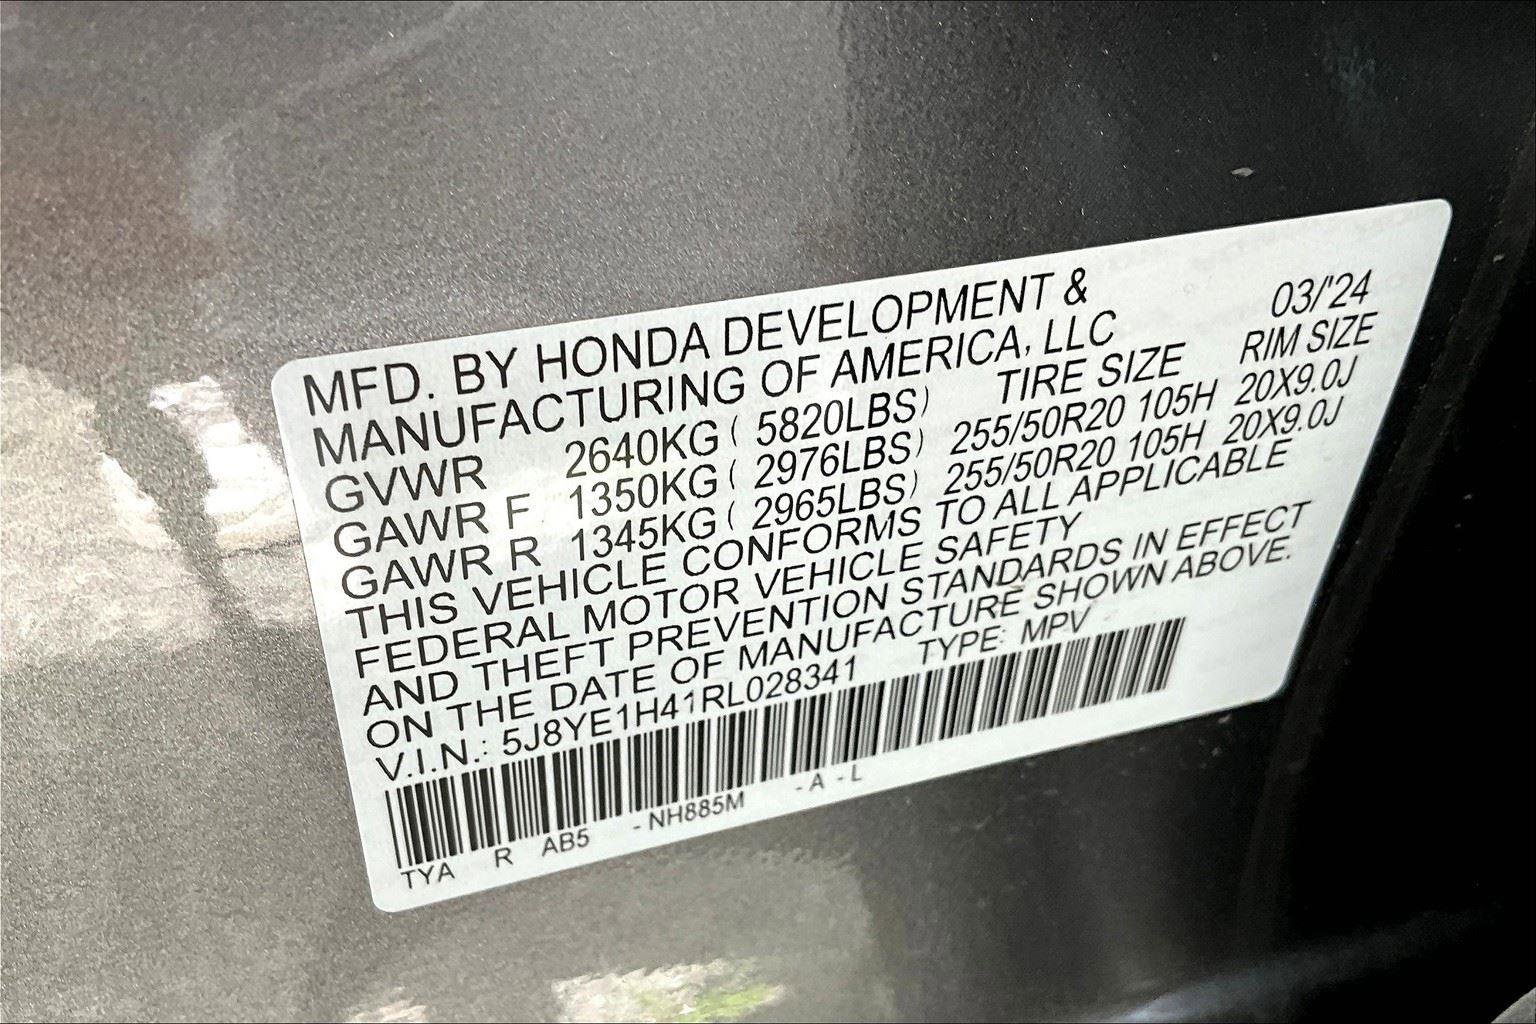 03/'24
MFD. BY HONDA DEVELOPMENT &
MANUFACTURING OF AMERICA, LLC
TIRE SIZE RIM SIZE
GVWR 2640KG ( 5820LBS)
GAWR F 1350KG ( 2976LBS) 255/50R20 105H 20X9.0J
GAWR R 1345KG ( 2965LBS) 255/50R20 105H 20X9.0J
THIS VEHICLE CONFORMS TO ALL APPLICABLE
FEDERAL MOTOR VEHICLE SAFETY
AND THEFT PREVENTION STANDARDS IN EFFECT
ON THE DATE OF MANUFACTURE SHOWN ABOVE.
V.I.N.: 5J8YE1H41RL028341 TYPE: MPV
TYA R AB5 - NH885M - A - L